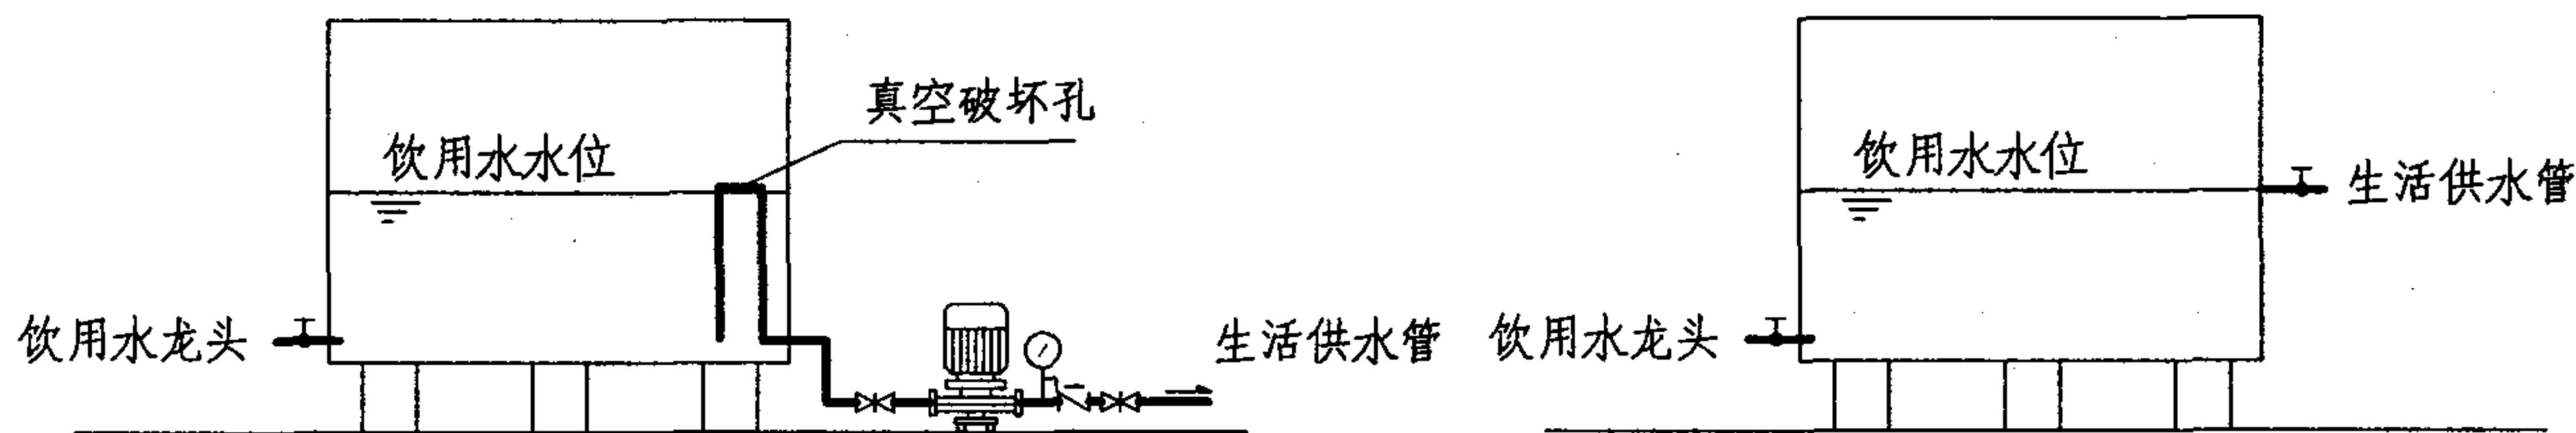 真空破坏孔
饮用水水位
饮用水龙头
生活供水管
饮用水水位
生活供水管
饮用水龙头